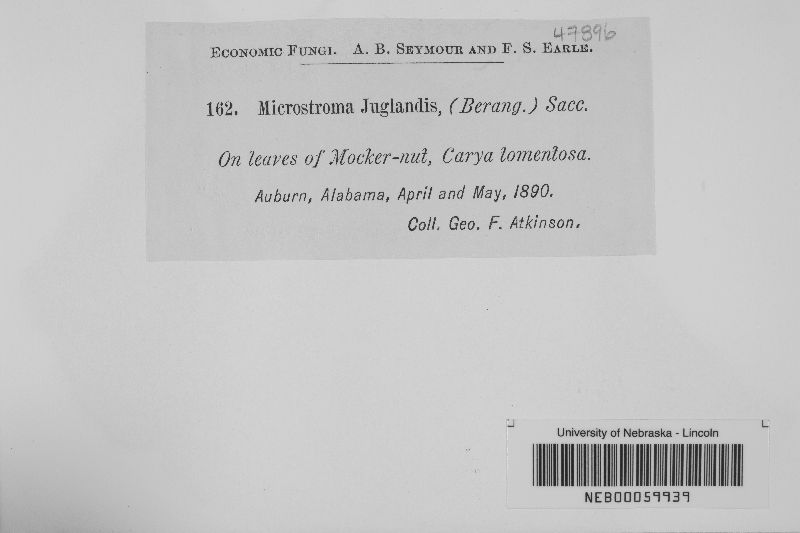 47896
Economic Fungi. A. B. Seymour and F. S. Earle.
162. Microstroma Juglandis, (Berang.) Sacc.
On leaves of Mocker-nut, Carya tomentosa.
Auburn, Alabama, April and May, 1890.
Coll. Geo. F. Atkinson.
University of Nebraska - Lincoln
NEB00059939